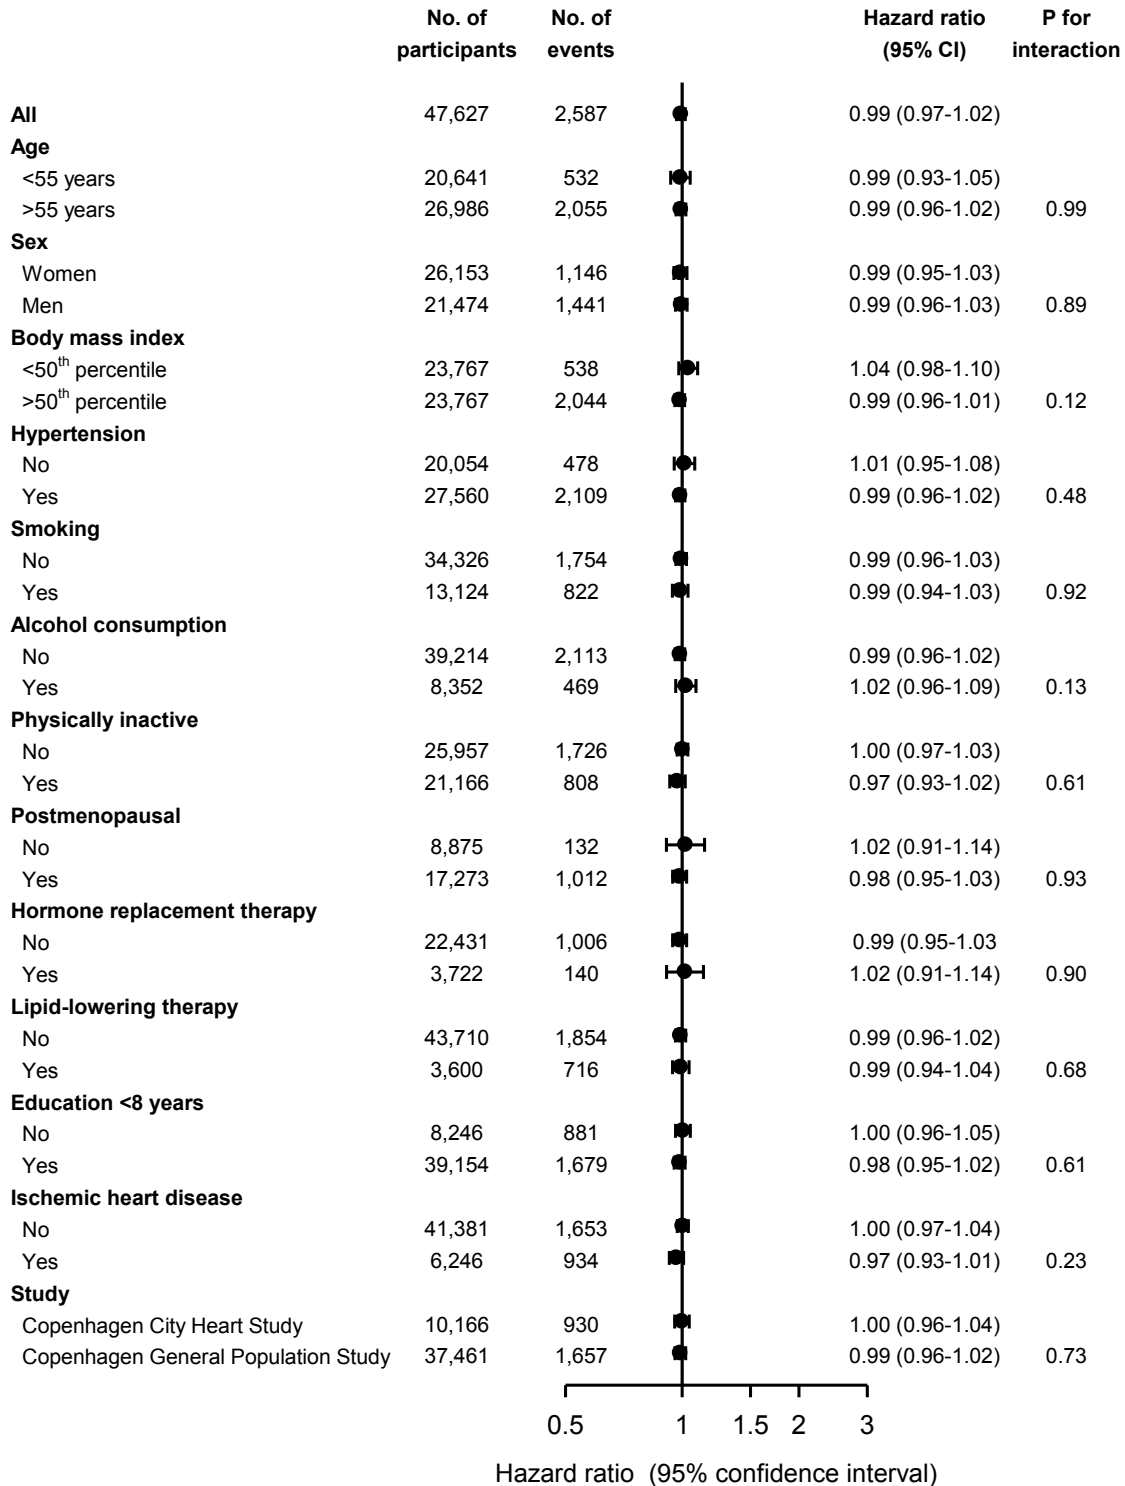 No. of No. of Hazard ratio P for
participants events (95% CI) interaction
All 47,627 2,587 0.99 (0.97-1.02)
Age
<55 years 20,641 532 0.99 (0.93-1.05)
>55 years 26,986 2,055 0.99 (0.96-1.02) 0.99
Sex
Women 26,153 1,146 0.99 (0.95-1.03)
Men 21,474 1,441 0.99 (0.96-1.03) 0.89
Body mass index
<50th percentile 23,767 538 1.04 (0.98-1.10)
>50th percentile 23,767 2,044 0.99 (0.96-1.01) 0.12
Hypertension
No 20,054 478 1.01 (0.95-1.08)
Yes 27,560 2,109 0.99 (0.96-1.02) 0.48
Smoking
No 34,326 1,754 0.99 (0.96-1.03)
Yes 13,124 822 0.99 (0.94-1.03) 0.92
Alcohol consumption
No 39,214 2,113 0.99 (0.96-1.02)
Yes 8,352 469 1.02 (0.96-1.09) 0.13
Physically inactive
No 25,957 1,726 1.00 (0.97-1.03)
Yes 21,166 808 0.97 (0.93-1.02) 0.61
Postmenopausal
No 8,875 132 1.02 (0.91-1.14)
Yes 17,273 1,012 0.98 (0.95-1.03) 0.93
Hormone replacement therapy
No 22,431 1,006 0.99 (0.95-1.03
Yes 3,722 140 1.02 (0.91-1.14) 0.90
Lipid-lowering therapy
No 43,710 1,854 0.99 (0.96-1.02)
Yes 3,600 716 0.99 (0.94-1.04) 0.68
Education <8 years
No 8,246 881 1.00 (0.96-1.05)
Yes 39,154 1,679 0.98 (0.95-1.02) 0.61
Ischemic heart disease
No 41,381 1,653 1.00 (0.97-1.04)
Yes 6,246 934 0.97 (0.93-1.01) 0.23
Study
Copenhagen City Heart Study 10,166 930 1.00 (0.96-1.04)
Copenhagen General Population Study 37,461 1,657 0.99 (0.96-1.02) 0.73
0.5 1 1.5 2 3
Hazard ratio (95% confidence interval)